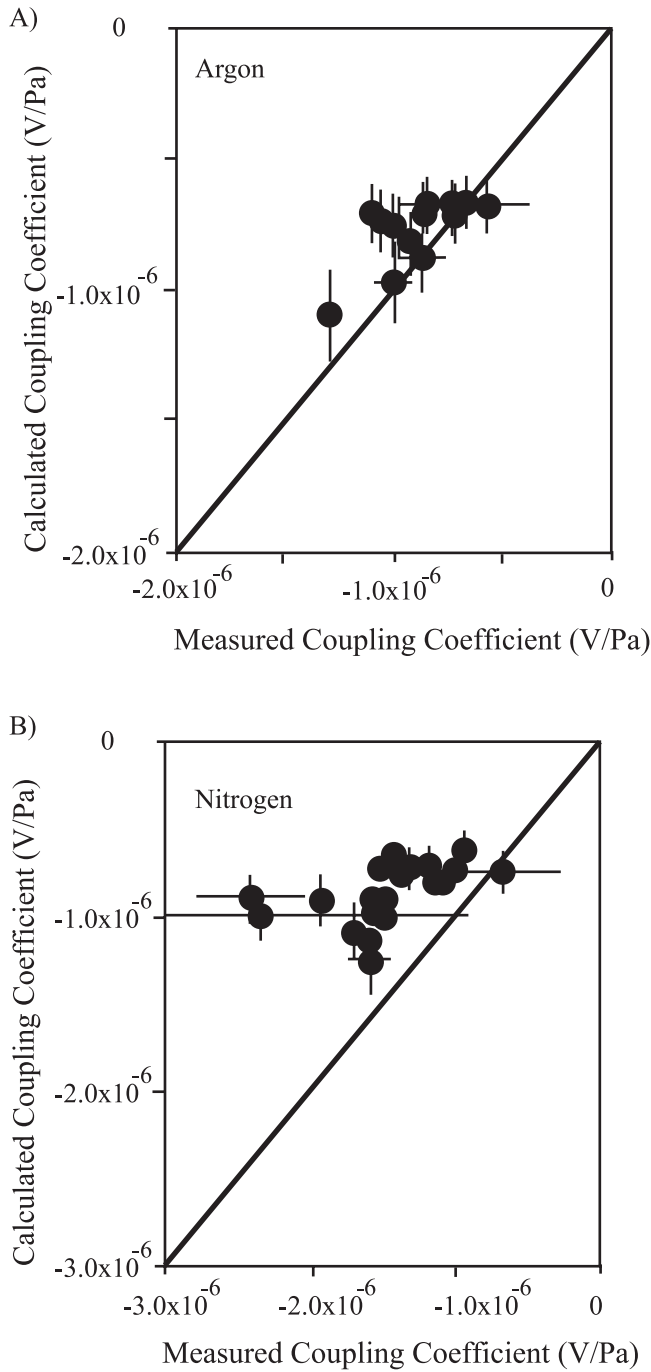 A)
0
Argon
Calculated Coupling Coefficient (V/Pa)
-1.0x10⁻⁶
-2.0x10⁻⁶
-2.0x10⁻⁶ -1.0x10⁻⁶ 0
Measured Coupling Coefficient (V/Pa)
B)
0
Nitrogen
Calculated Coupling Coefficient (V/Pa)
-1.0x10⁻⁶
-2.0x10⁻⁶
-3.0x10⁻⁶
-3.0x10⁻⁶ -2.0x10⁻⁶ -1.0x10⁻⁶ 0
Measured Coupling Coefficient (V/Pa)